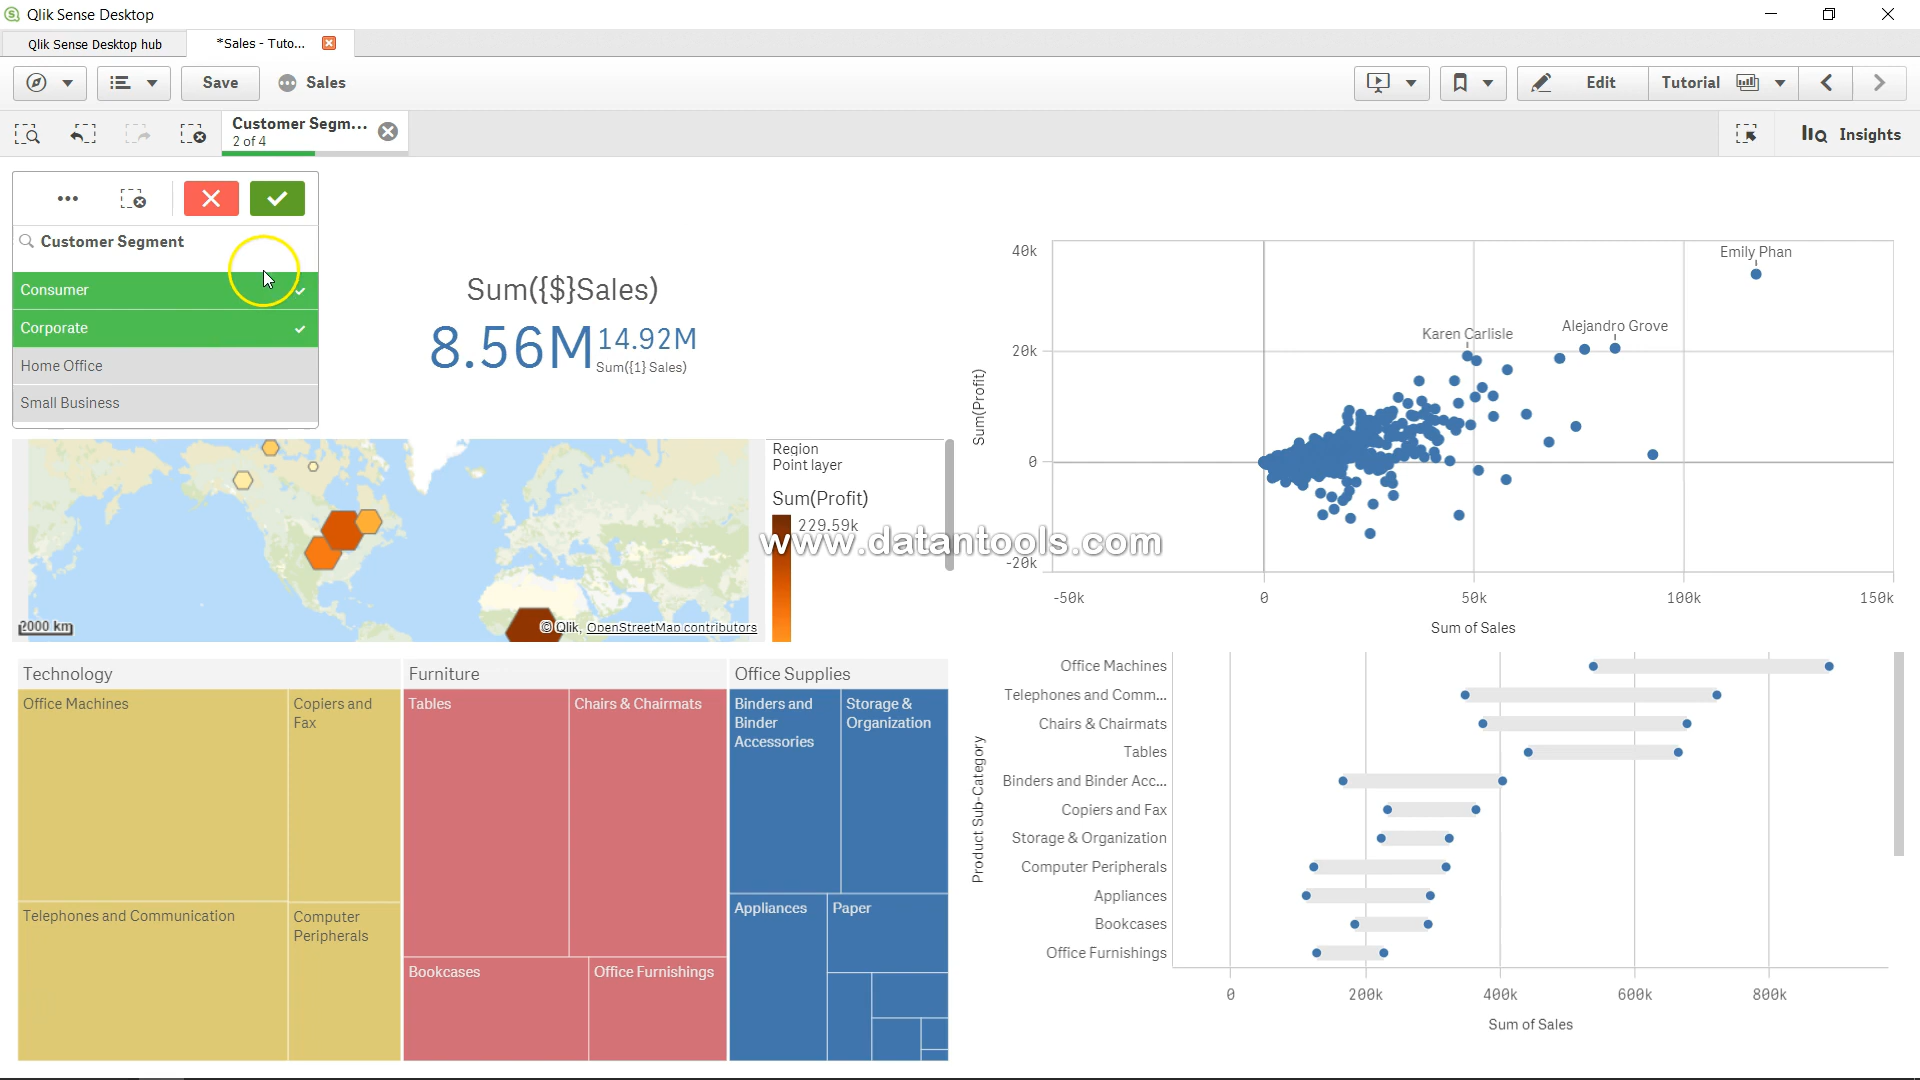 Qlik Sense Desktop
Qlik Sense Desktop hub
*Sales - Tuto...
Save
Sales
Edit
Tutorial
Customer Segm...
2 of 4
Insights
Customer Segment
Consumer
Corporate
Home Office
Small Business
Sum({$}Sales)
8.56M
14.92M
Sum({1} Sales)
Region
Point layer
Sum(Profit)
229.59k
2000 km
© Qlik, OpenStreetMap contributors
www.datantools.com
40k
20k
0
-20k
Sum(Profit)
Emily Phan
Karen Carlisle
Alejandro Grove
-50k
0
50k
100k
150k
Sum of Sales
Technology
Office Machines
Copiers and
Fax
Telephones and Communication
Computer
Peripherals
Furniture
Tables
Chairs & Chairmats
Bookcases
Office Furnishings
Office Supplies
Binders and
Binder
Accessories
Storage &
Organization
Appliances
Paper
Product Sub-Category
Office Machines
Telephones and Comm...
Chairs & Chairmats
Tables
Binders and Binder Acc...
Copiers and Fax
Storage & Organization
Computer Peripherals
Appliances
Bookcases
Office Furnishings
0
200k
400k
600k
800k
Sum of Sales